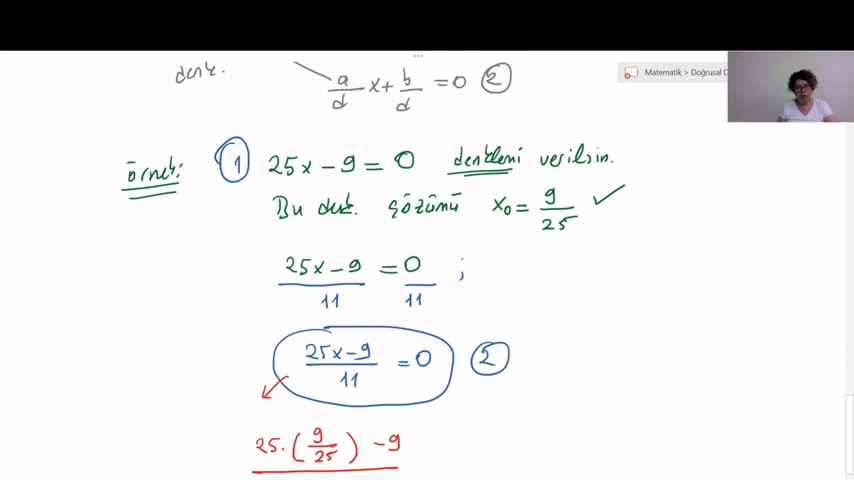 denk.
a/d x + b/d = 0 ②
Matematik > Doğrusal D
örnek: ① 25x - 9 = 0 denklemi verilsin.
Bu denk. çözümü x₀ = 9/25 ✓
25x - 9/11 = 0/11 ;
25x - 9/11 = 0 ②
25. (9/25) - 9